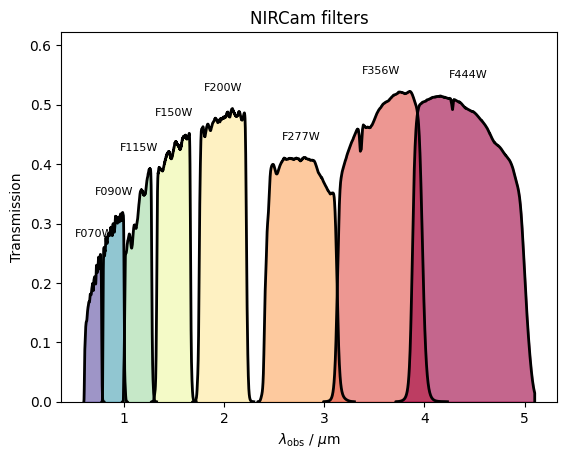 NIRCam filters
0.6
0.5
0.4
0.3
0.2
0.1
0.0
Transmission
F070W
F090W
F115W
F150W
F200W
F277W
F356W
F444W
1 2 3 4 5
λobs / μm